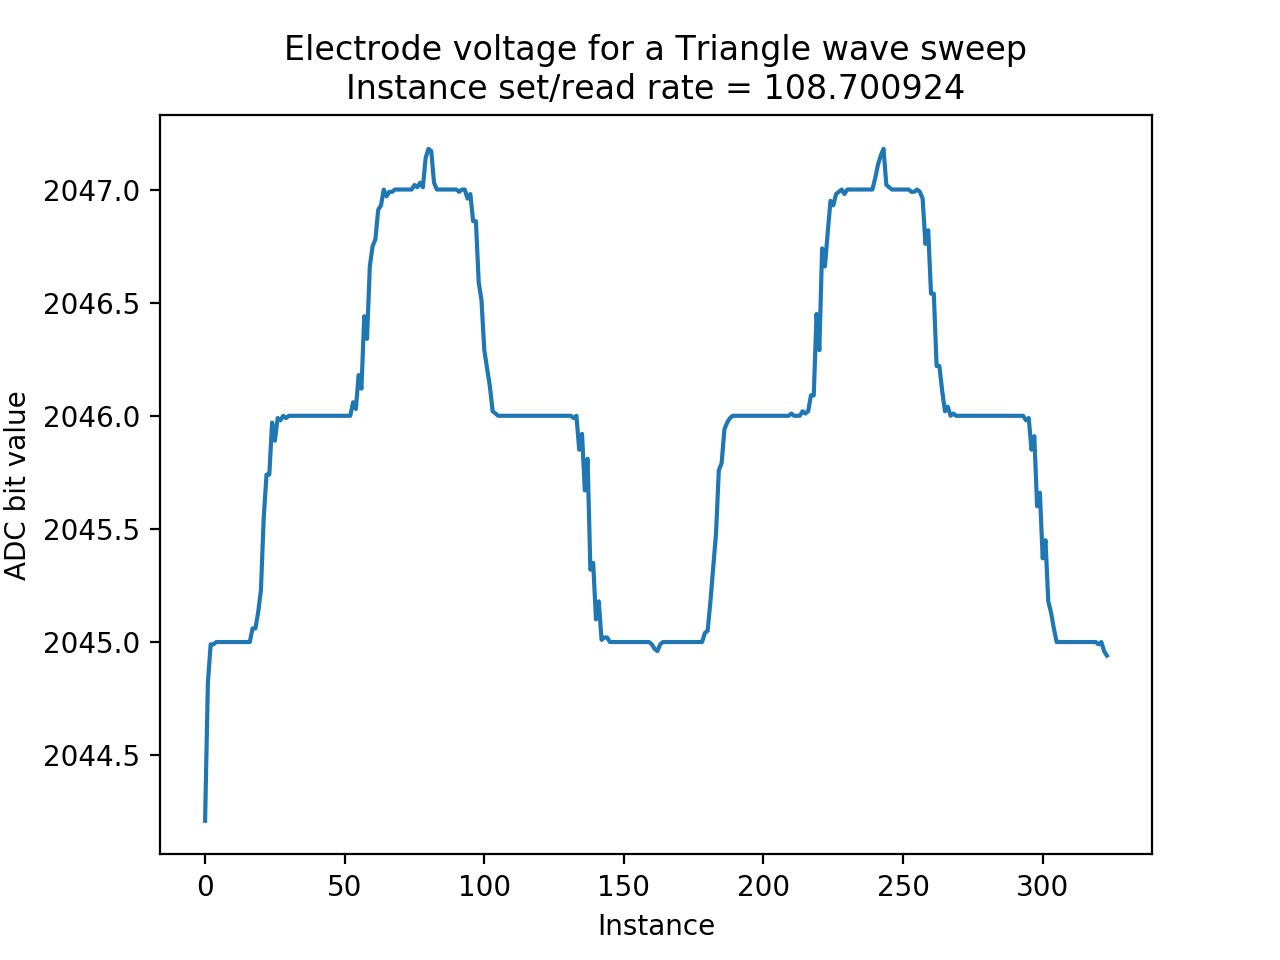 Electrode voltage for a Triangle wave sweep
Instance set/read rate = 108.700924
ADC bit value
2047.0
2046.5
2046.0
2045.5
2045.0
2044.5
0 50 100 150 200 250 300
Instance